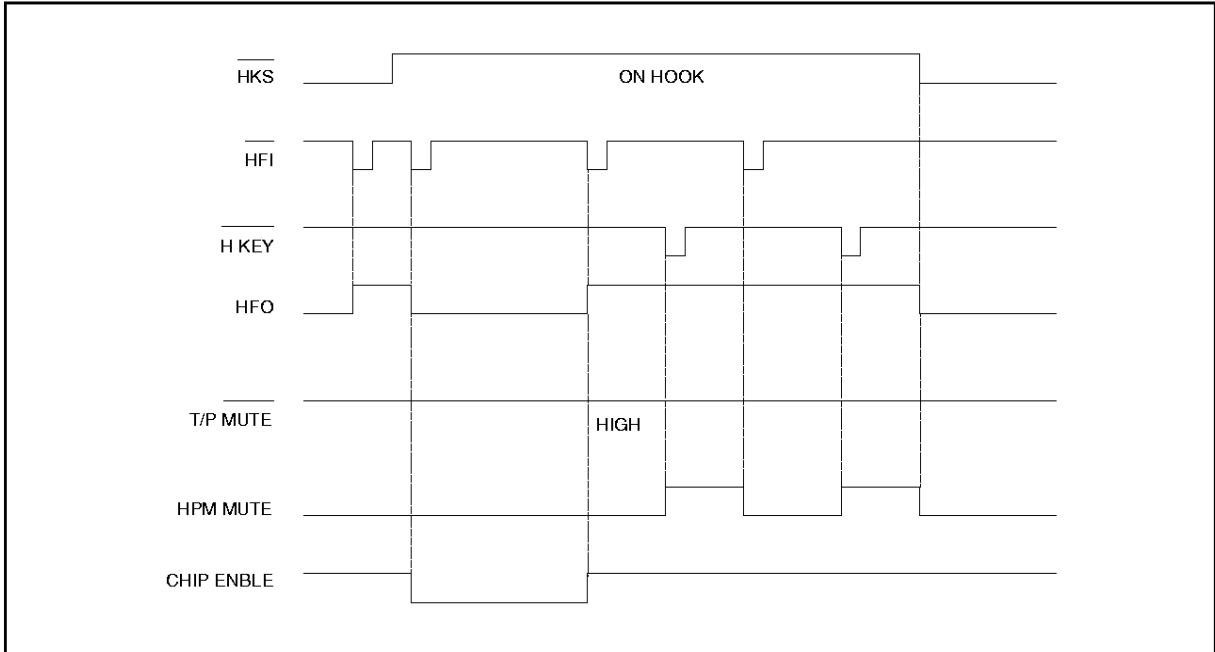 HKS
ON HOOK
HFI
H KEY
HFO
T/P MUTE
HIGH
HPM MUTE
CHIP ENBLE